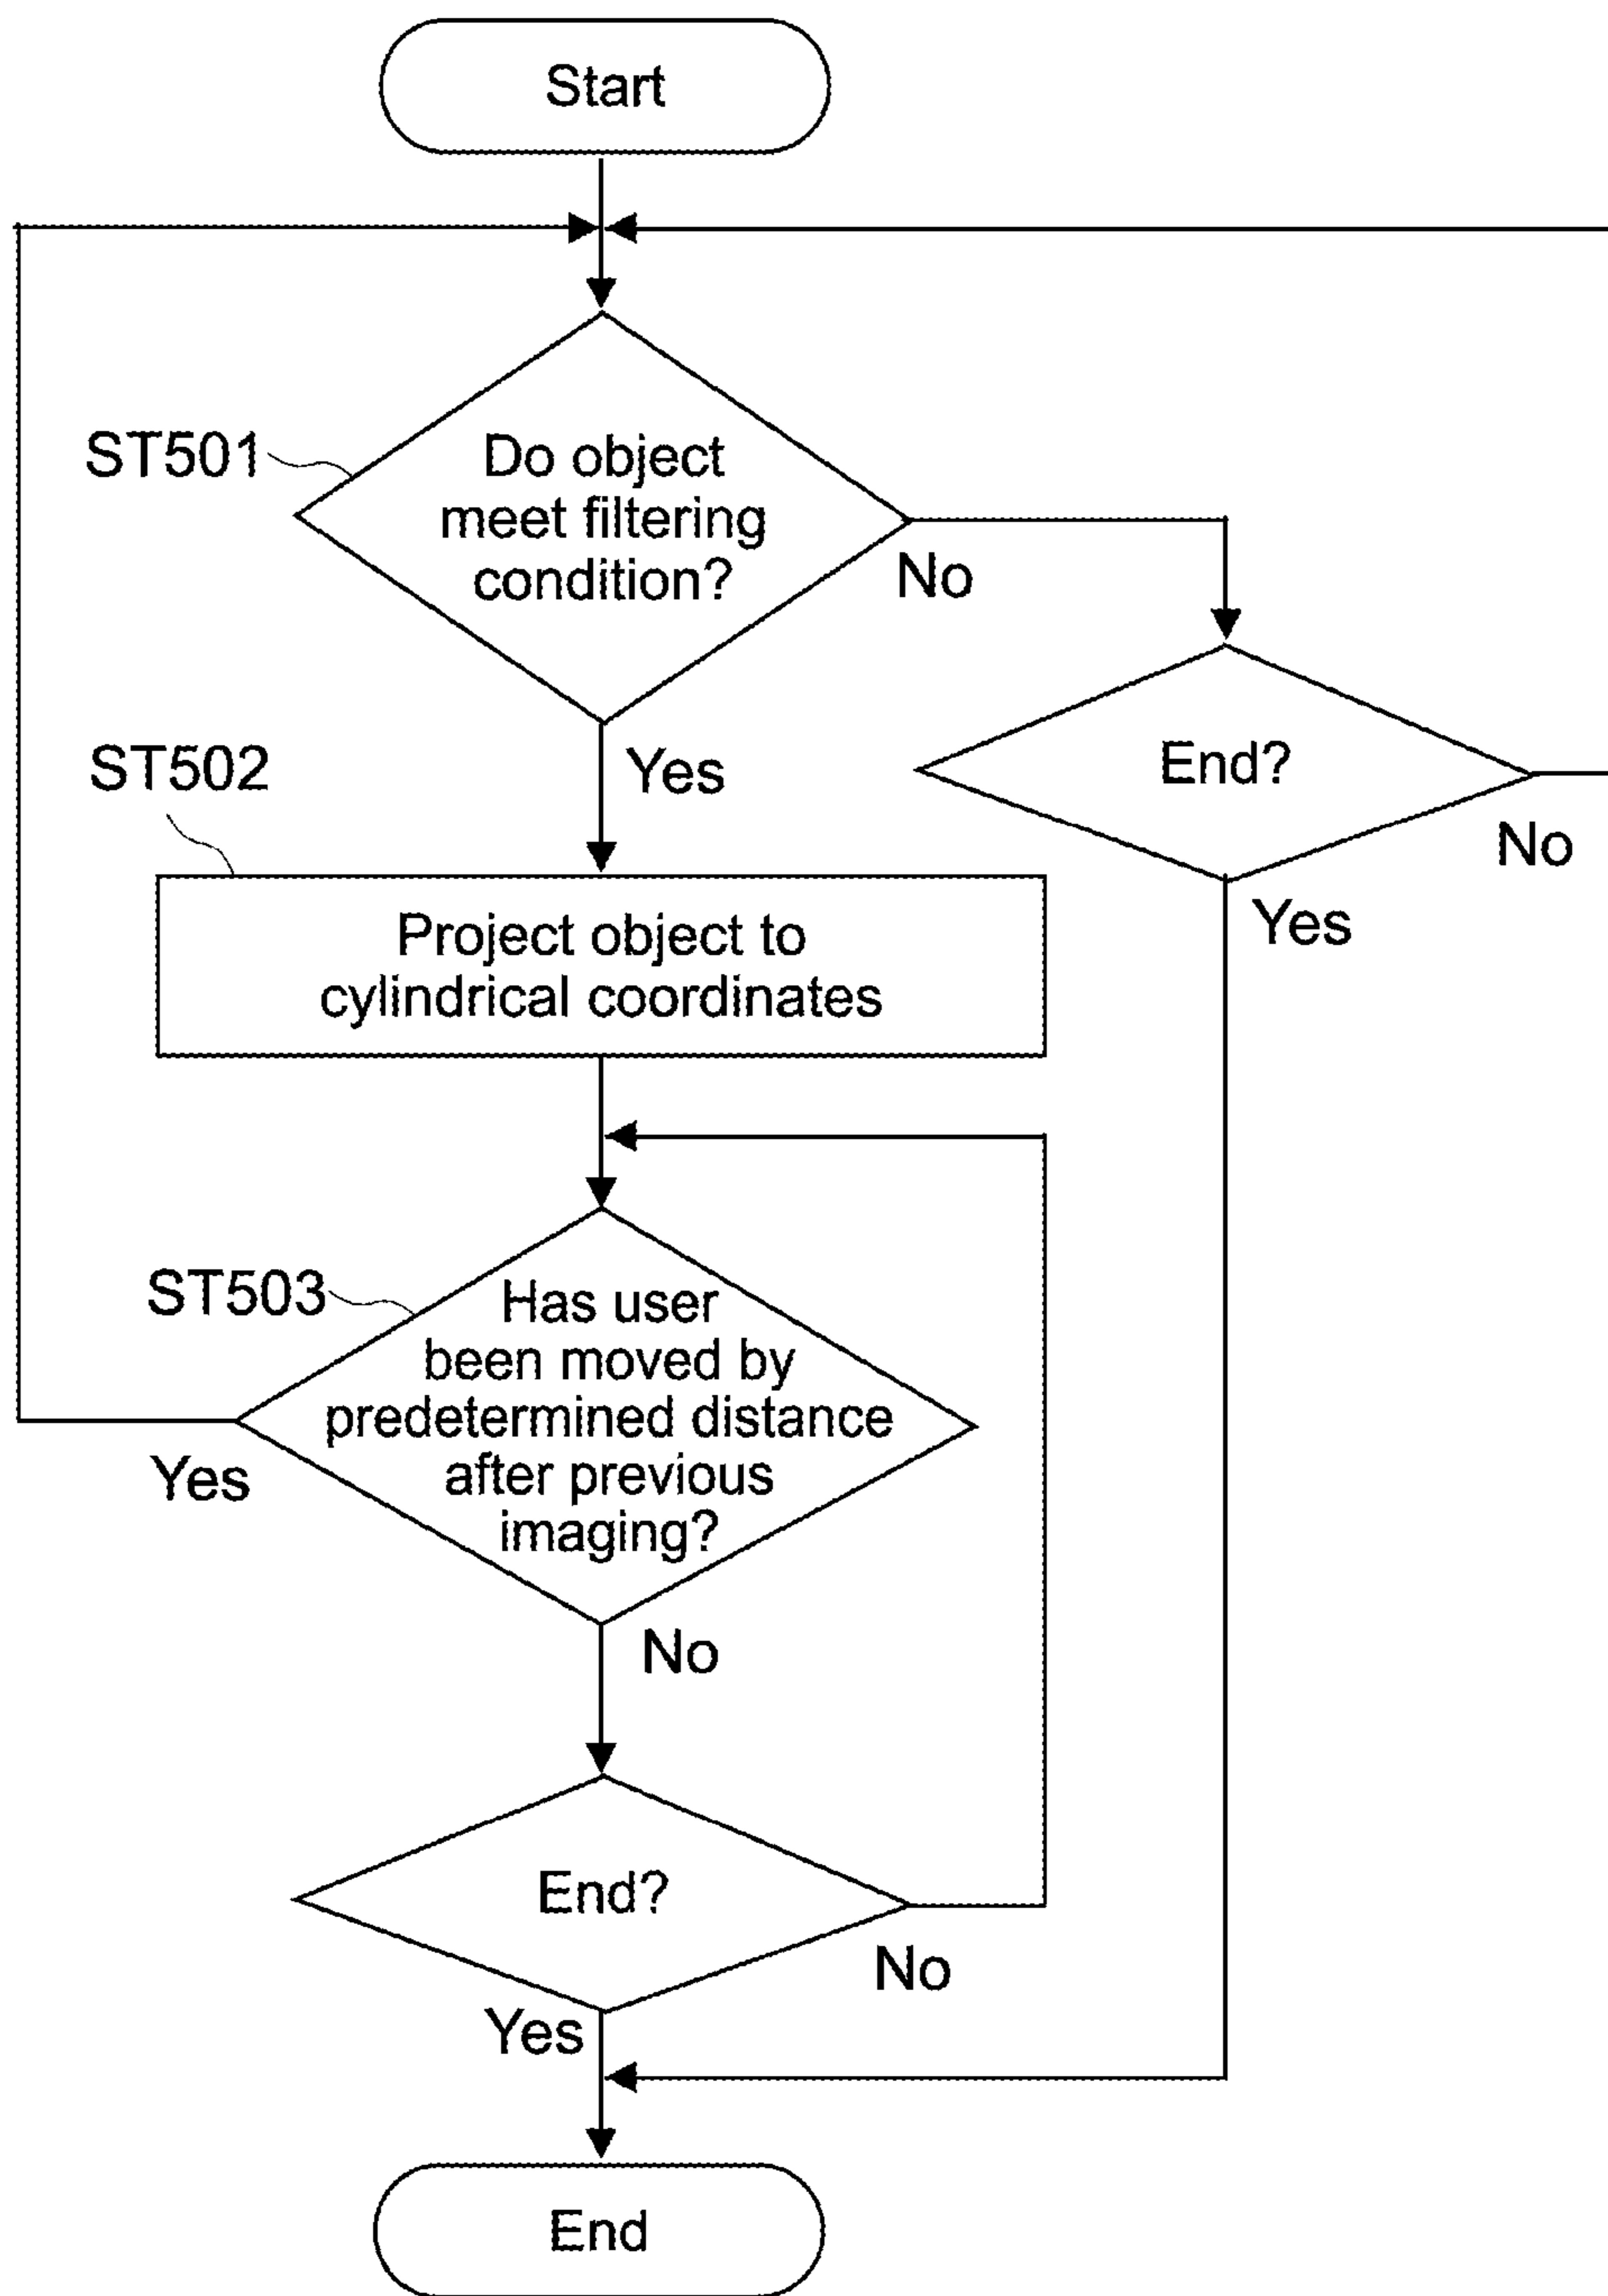 Start
ST501
Do object
meet filtering
condition?
No
Yes
End?
No
Yes
ST502
Project object to
cylindrical coordinates
ST503
Has user
been moved by
predetermined distance
after previous
imaging?
Yes
No
End?
No
Yes
End